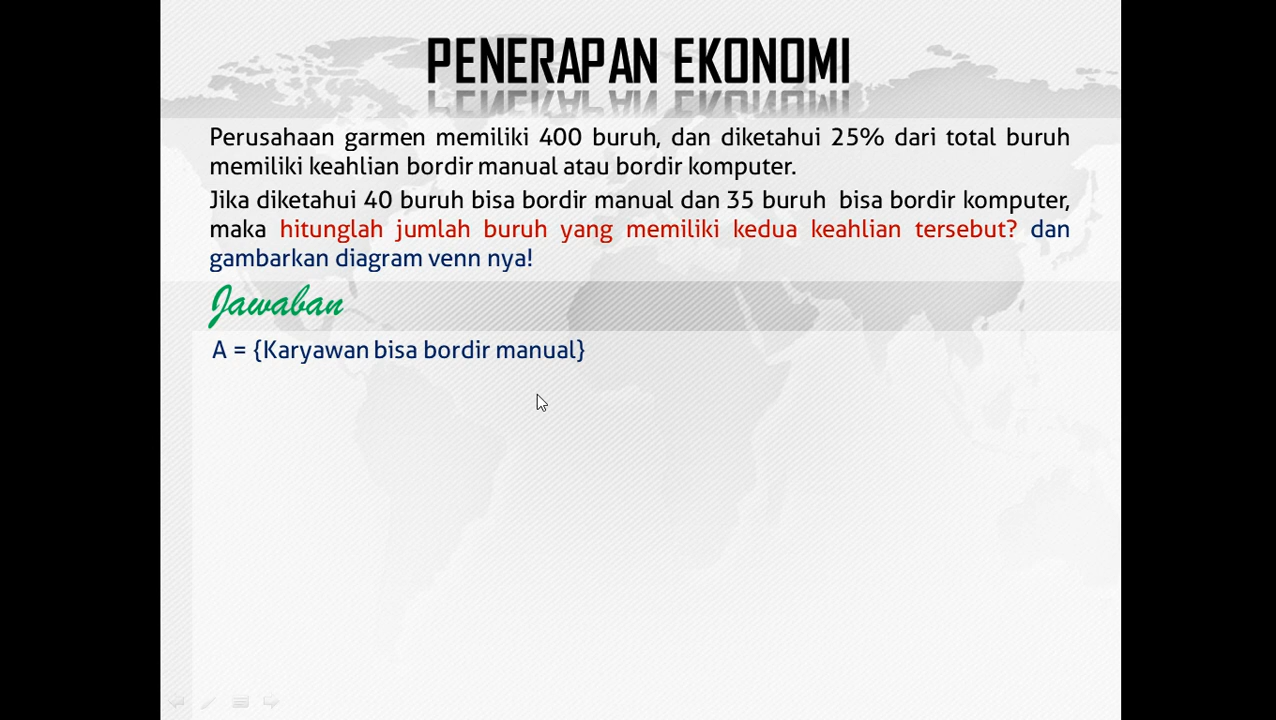 PENERAPAN EKONOMI
Perusahaan garmen memiliki 400 buruh, dan diketahui 25% dari total buruh
memiliki keahlian bordir manual atau bordir komputer.
Jika diketahui 40 buruh bisa bordir manual dan 35 buruh bisa bordir komputer,
maka hitunglah jumlah buruh yang memiliki kedua keahlian tersebut? dan
gambarkan diagram venn nya!
Jawaban
A = {Karyawan bisa bordir manual}